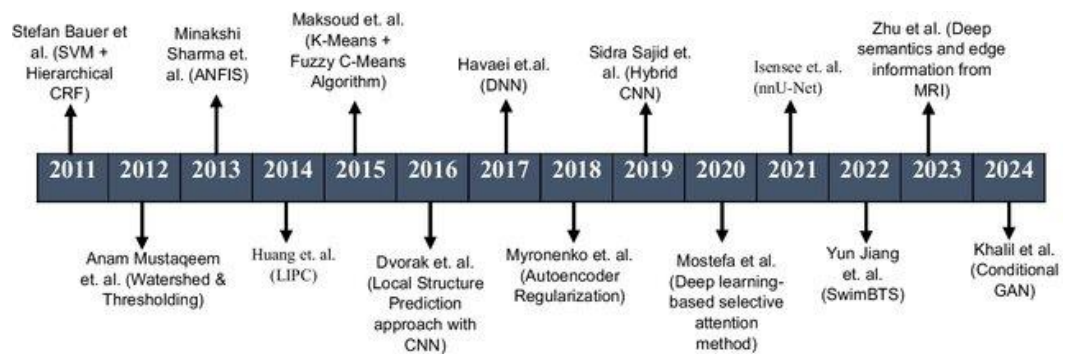 Stefan Bauer et
al. (SVM +
Hierarchical
CRF)
Minakshi
Sharma et.
al. (ANFIS)
Maksoud et. al.
(K-Means +
Fuzzy C-Means
Algorithm)
Havaei et.al.
(DNN)
Sidra Sajid et.
al. (Hybrid
CNN)
Isensee et. al.
(nnU-Net)
Zhu et al. (Deep
semantics and edge
information from
MRI)
2011 2012 2013 2014 2015 2016 2017 2018 2019 2020 2021 2022 2023 2024
Anam Mustaqeem
et. al. (Watershed &
Thresholding)
Huang et. al.
(LIPC)
Dvorak et. al.
(Local Structure
Prediction
approach with
CNN)
Myronenko et. al.
(Autoencoder
Regularization)
Mostefa et al.
(Deep learning-
based selective
attention
method)
Yun Jiang
et. al.
(SwimBTS)
Khalil et al.
(Conditional
GAN)